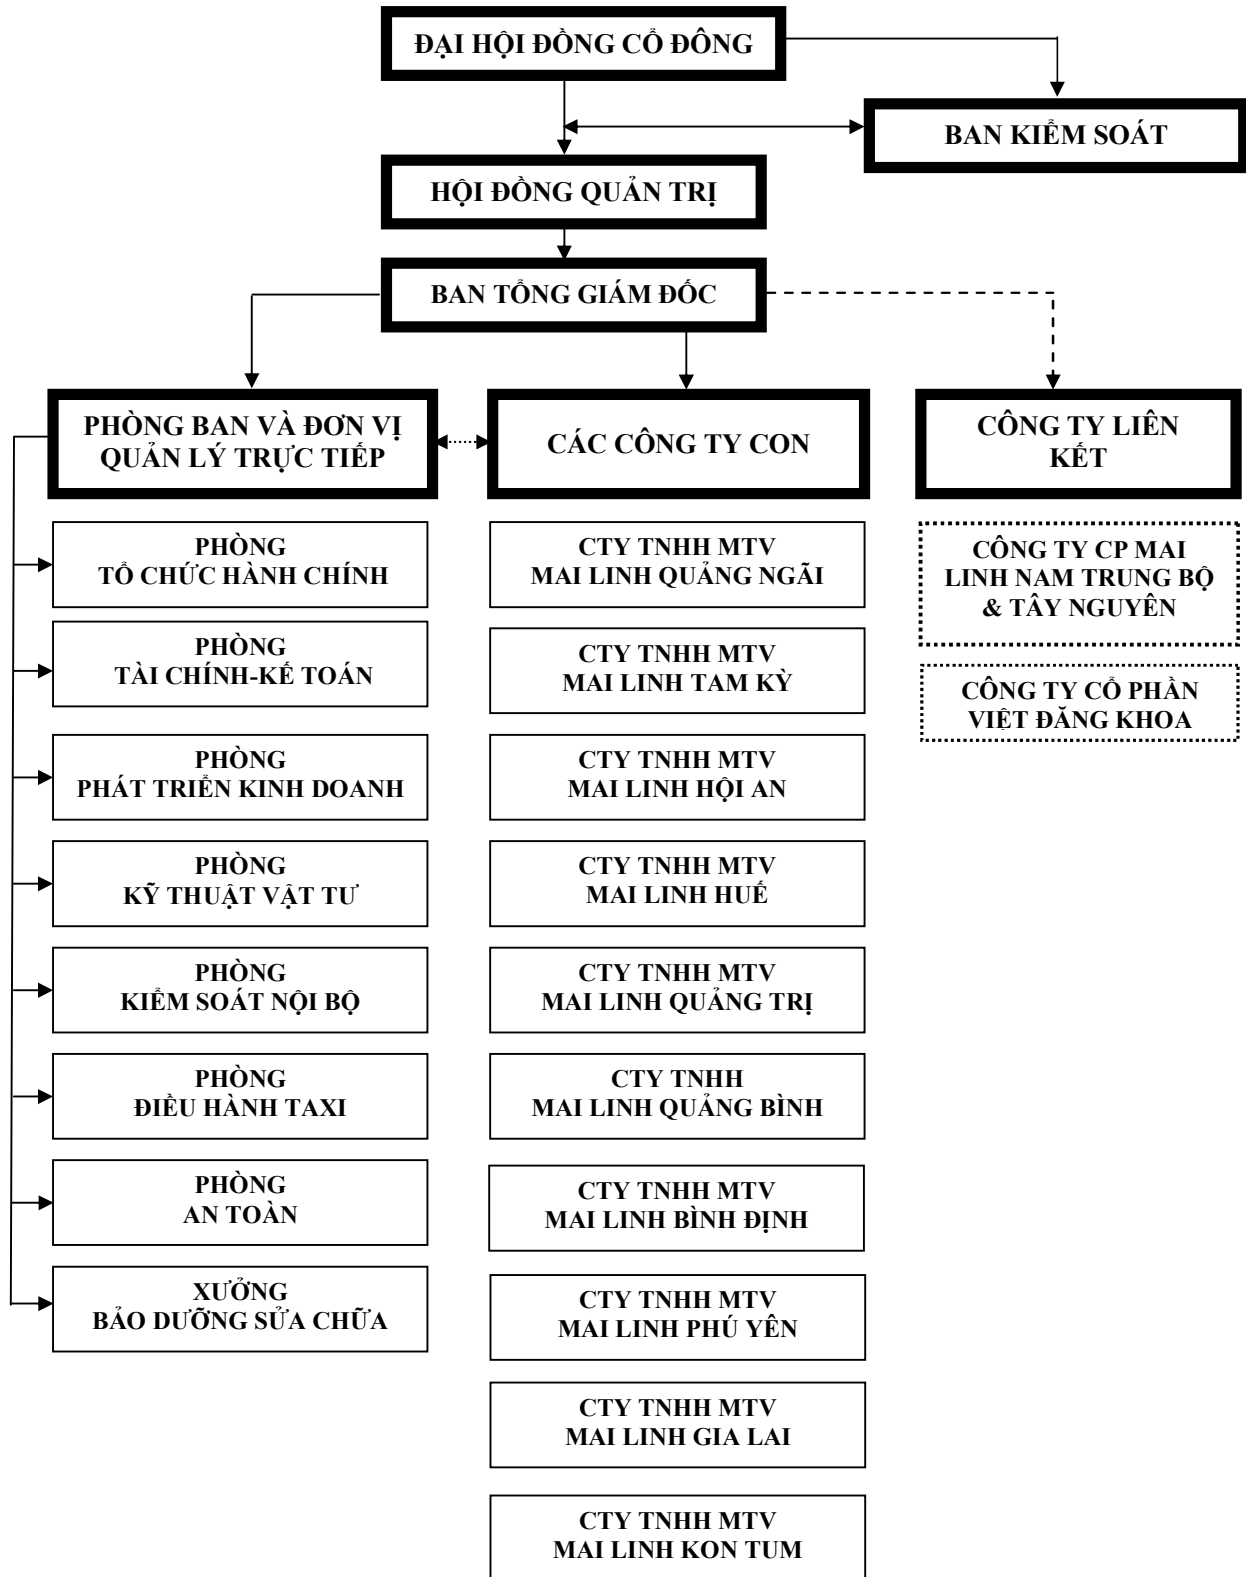 ĐẠI HỘI ĐỒNG CỔ ĐÔNG
BAN KIỂM SOÁT
HỘI ĐỒNG QUẢN TRỊ
BAN TỔNG GIÁM ĐỐC
PHÒNG BAN VÀ ĐƠN VỊ
QUẢN LÝ TRỰC TIẾP
CÁC CÔNG TY CON
CÔNG TY LIÊN
KẾT
PHÒNG
TỔ CHỨC HÀNH CHÍNH
PHÒNG
TÀI CHÍNH-KẾ TOÁN
PHÒNG
PHÁT TRIỂN KINH DOANH
PHÒNG
KỸ THUẬT VẬT TƯ
PHÒNG
KIỂM SOÁT NỘI BỘ
PHÒNG
ĐIỀU HÀNH TAXI
PHÒNG
AN TOÀN
XƯỞNG
BẢO DƯỠNG SỬA CHỮA
CTY TNHH MTV
MAI LINH QUẢNG NGÃI
CTY TNHH MTV
MAI LINH TAM KỲ
CTY TNHH MTV
MAI LINH HỘI AN
CTY TNHH MTV
MAI LINH HUẾ
CTY TNHH MTV
MAI LINH QUẢNG TRỊ
CTY TNHH
MAI LINH QUẢNG BÌNH
CTY TNHH MTV
MAI LINH BÌNH ĐỊNH
CTY TNHH MTV
MAI LINH PHÚ YÊN
CTY TNHH MTV
MAI LINH GIA LAI
CTY TNHH MTV
MAI LINH KON TUM
CÔNG TY CP MAI
LINH NAM TRUNG BỘ
& TÂY NGUYÊN
CÔNG TY CỔ PHẦN
VIỆT ĐĂNG KHOA